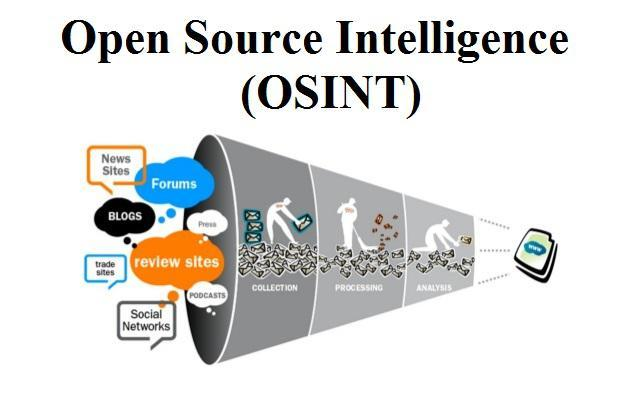 Open Source Intelligence
(OSINT)
News
Sites
Forums
BLOGS
Press
trade
sites
review sites
PODCASTS
Social
Networks
COLLECTION
PROCESSING
ANALYSIS
www